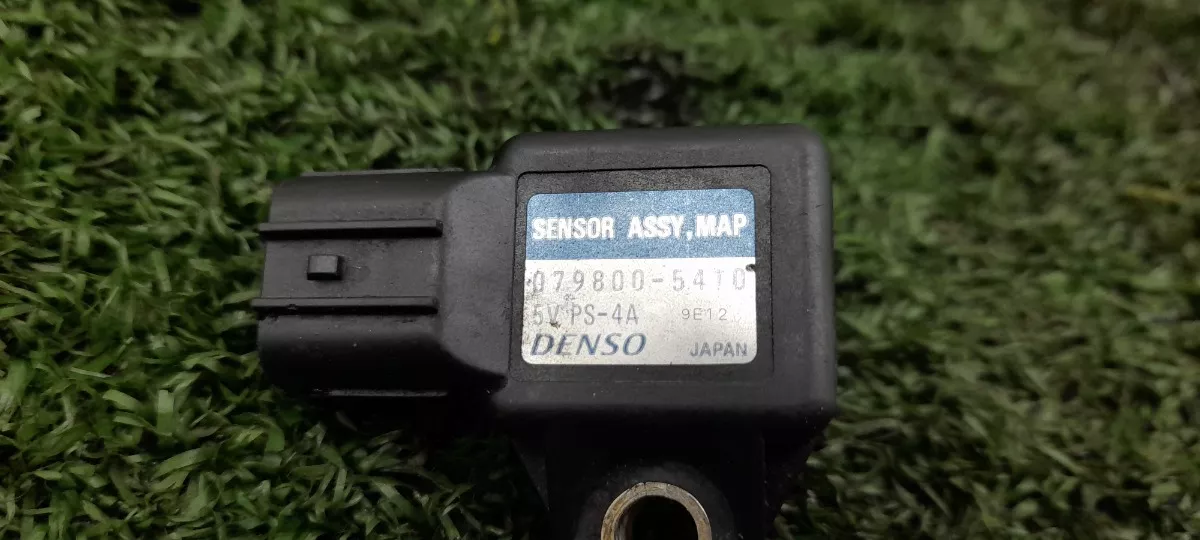 SENSOR ASSY, MAP
079800-5410
5V PS-4A 9E12
DENSO JAPAN